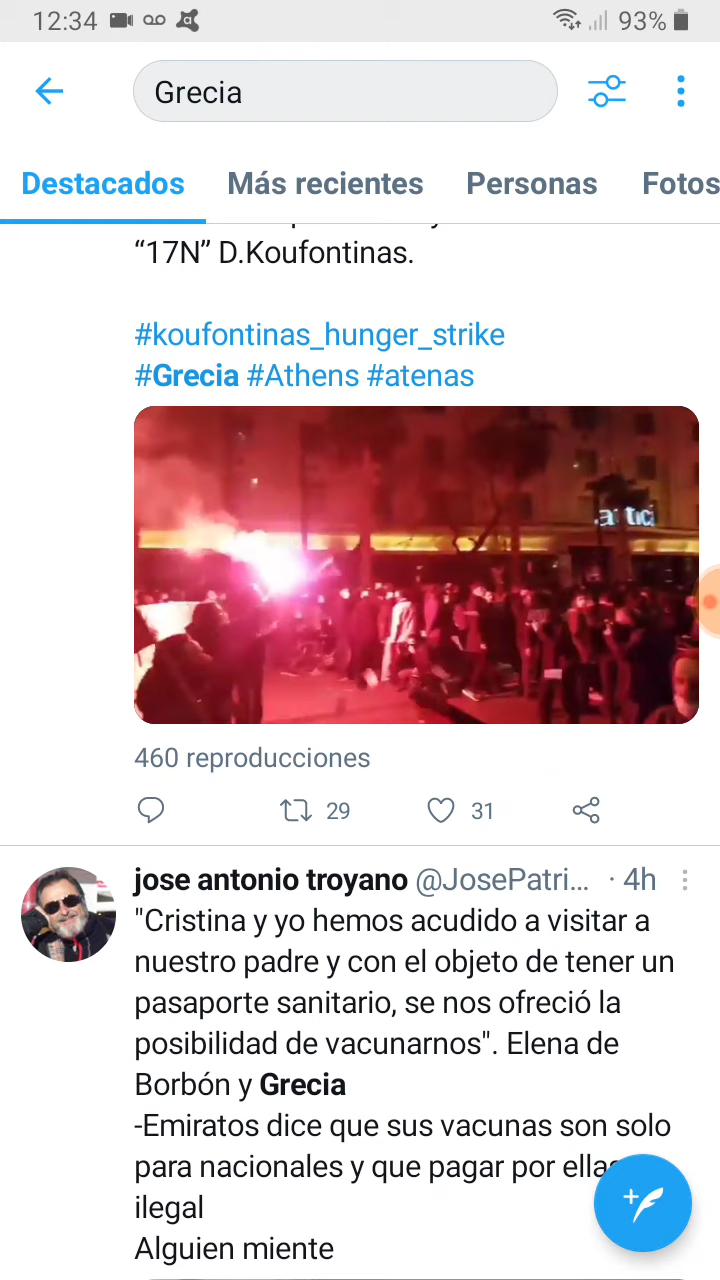 12:34
93%
Grecia
Destacados Más recientes Personas Fotos
“17N” D.Koufontinas.
#koufontinas_hunger_strike
#Grecia #Athens #atenas
460 reproducciones
29 31
jose antonio troyano @JosePatri... · 4h
"Cristina y yo hemos acudido a visitar a
nuestro padre y con el objeto de tener un
pasaporte sanitario, se nos ofreció la
posibilidad de vacunarnos". Elena de
Borbón y Grecia
-Emiratos dice que sus vacunas son solo
para nacionales y que pagar por ellas
ilegal
Alguien miente